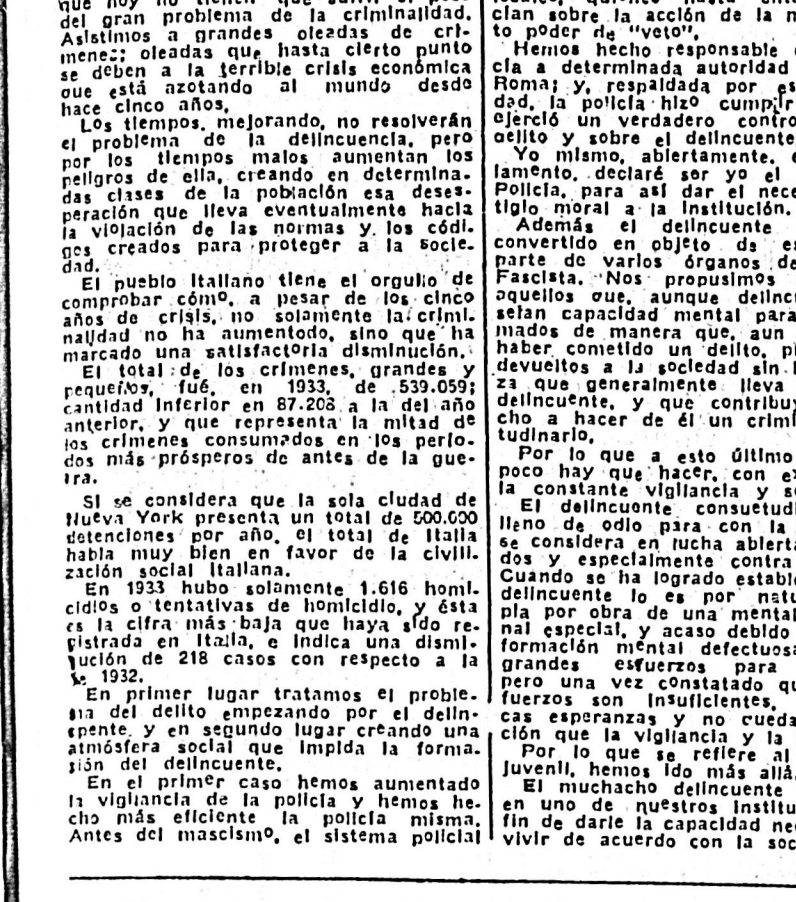 que hoy no tienen que
del gran problema de la criminalidad.
Asistimos a grandes oleadas de crí-
menes; oleadas que hasta cierto punto
se deben a la terrible crisis económica
que está azotando al mundo desde
hace cinco años.
Los tiempos, mejorando, no resolverán
el problema de la delincuencia, pero
por los tiempos malos aumentan los
peligros de ella, creando en determina-
das clases de la población esa deses-
peración que lleva eventualmente hacia
la violación de las normas y los códi-
gos creados para proteger a la socie-
dad.
El pueblo italiano tiene el orgullo de
comprobar cómo, a pesar de los cinco
años de crisis, no solamente la crimi-
nalidad no ha aumentodo, sino que ha
marcado una satisfactoria disminución.
El total de los crímenes, grandes y
pequeños, fué, en 1933, de 539.059;
cantidad inferior en 87.208 a la del año
anterior, y que representa la mitad de
los crímenes consumados en los perío-
dos más prósperos de antes de la gue-
rra.
Si se considera que la sola ciudad de
Nueva York presenta un total de 500.000
detenciones por año, el total de Italia
habla muy bien en favor de la civili-
zación social italiana.
En 1933 hubo solamente 1.616 homi-
cidios o tentativas de homicidio, y ésta
es la cifra más baja que haya sido re-
gistrada en Italia, e indica una dismi-
nución de 218 casos con respecto a la
de 1932.
En primer lugar tratamos el proble-
ma del delito empezando por el delin-
cuente y en segundo lugar creando una
atmósfera social que impida la forma-
sión del delincuente.
En el primer caso hemos aumentado
la vigilancia de la policía y hemos he-
cho más eficiente la policía misma.
Antes del mascismo, el sistema policial
cían sobre la acción de la
to poder de "veto".
Hemos hecho responsable
cía a determinada autoridad
Roma; y, respaldada por
dad, la policía hizo cumplir
ejerció un verdadero contro
delito y sobre el delincuente
Yo mismo, abiertamente,
lamento, declaré ser yo el
Policía, para así dar el nece
tigio moral a la institución.
Además el delincuente
convertido en objeto ds es
parte de varios órganos de
Fascista. Nos propusimos
aquellos que, aunque delinc
seían capacidad mental para
mados de manera que, aun
haber cometido un delito, p
devueltos a la sociedad sin
za que generalmente lleva
delincuente, y que contribuy
cho a hacer de él un crimi
tudinario.
Por lo que a esto último
poco hay que hacer, con ex
la constante vigilancia y s
El delincuente consuetudi
lleno de odio para con la
se considera en lucha abierta
dos y especialmente contra
Cuando se ha logrado estable
delincuente lo es por natu
pia por obra de una mental
nal especial, y acaso debido
formación mental defectuosa
grandes esfuerzos para
pero una vez constatado qu
fuerzos son insuficientes,
cas esperanzas y no queda
ción que la vigilancia y la
Por lo que se refiere al
juvenil, hemos ido más allá.
El muchacho delincuente
en uno de nuestros institu
fin de darle la capacidad nec
vivir de acuerdo con la soc